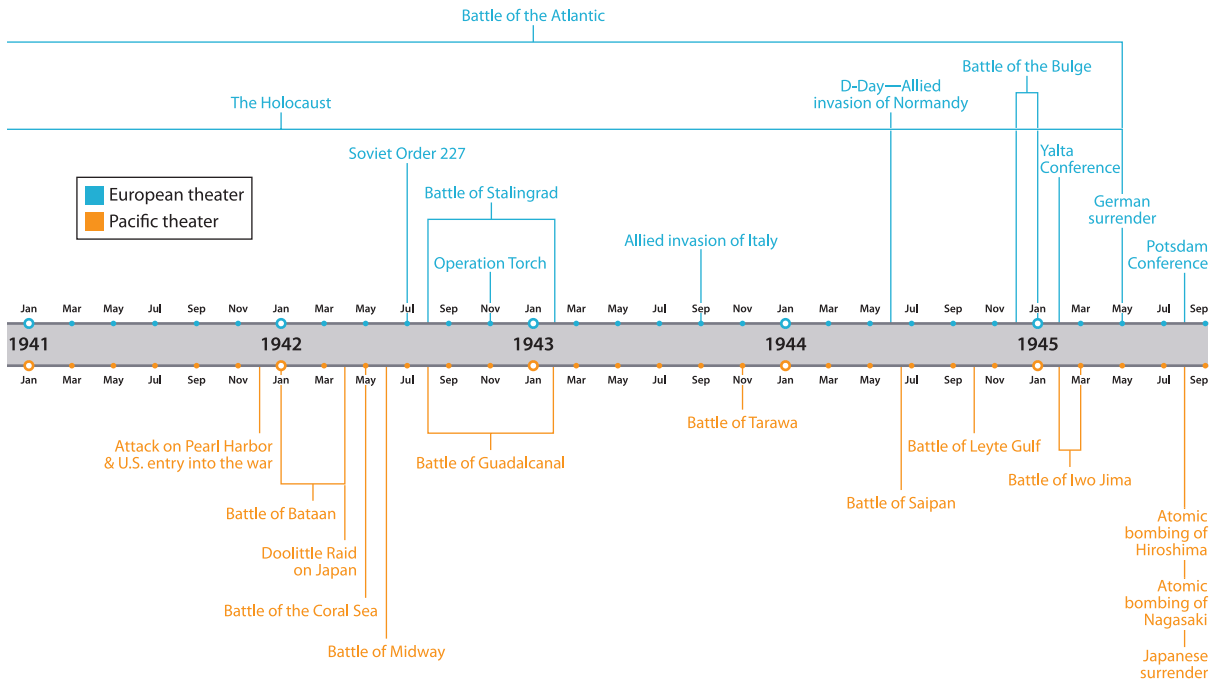 Battle of the Atlantic
Battle of the Bulge
D-Day—Allied
invasion of Normandy
The Holocaust
Soviet Order 227
Yalta
Conference
European theater
Pacific theater
Battle of Stalingrad
German
surrender
Allied invasion of Italy
Potsdam
Conference
Operation Torch
Jan Mar May Jul Sep Nov Jan Mar May Jul Sep Nov Jan Mar May Jul Sep Nov Jan Mar May Jul Sep Nov Jan Mar May Jul Sep
1941 1942 1943 1944 1945
Jan Mar May Jul Sep Nov Jan Mar May Jul Sep Nov Jan Mar May Jul Sep Nov Jan Mar May Jul Sep Nov Jan Mar May Jul Sep
Attack on Pearl Harbor
& U.S. entry into the war
Battle of Guadalcanal
Battle of Tarawa
Battle of Leyte Gulf
Battle of Iwo Jima
Battle of Saipan
Battle of Bataan
Doolittle Raid
on Japan
Battle of the Coral Sea
Battle of Midway
Atomic
bombing of
Hiroshima
Atomic
bombing of
Nagasaki
Japanese
surrender